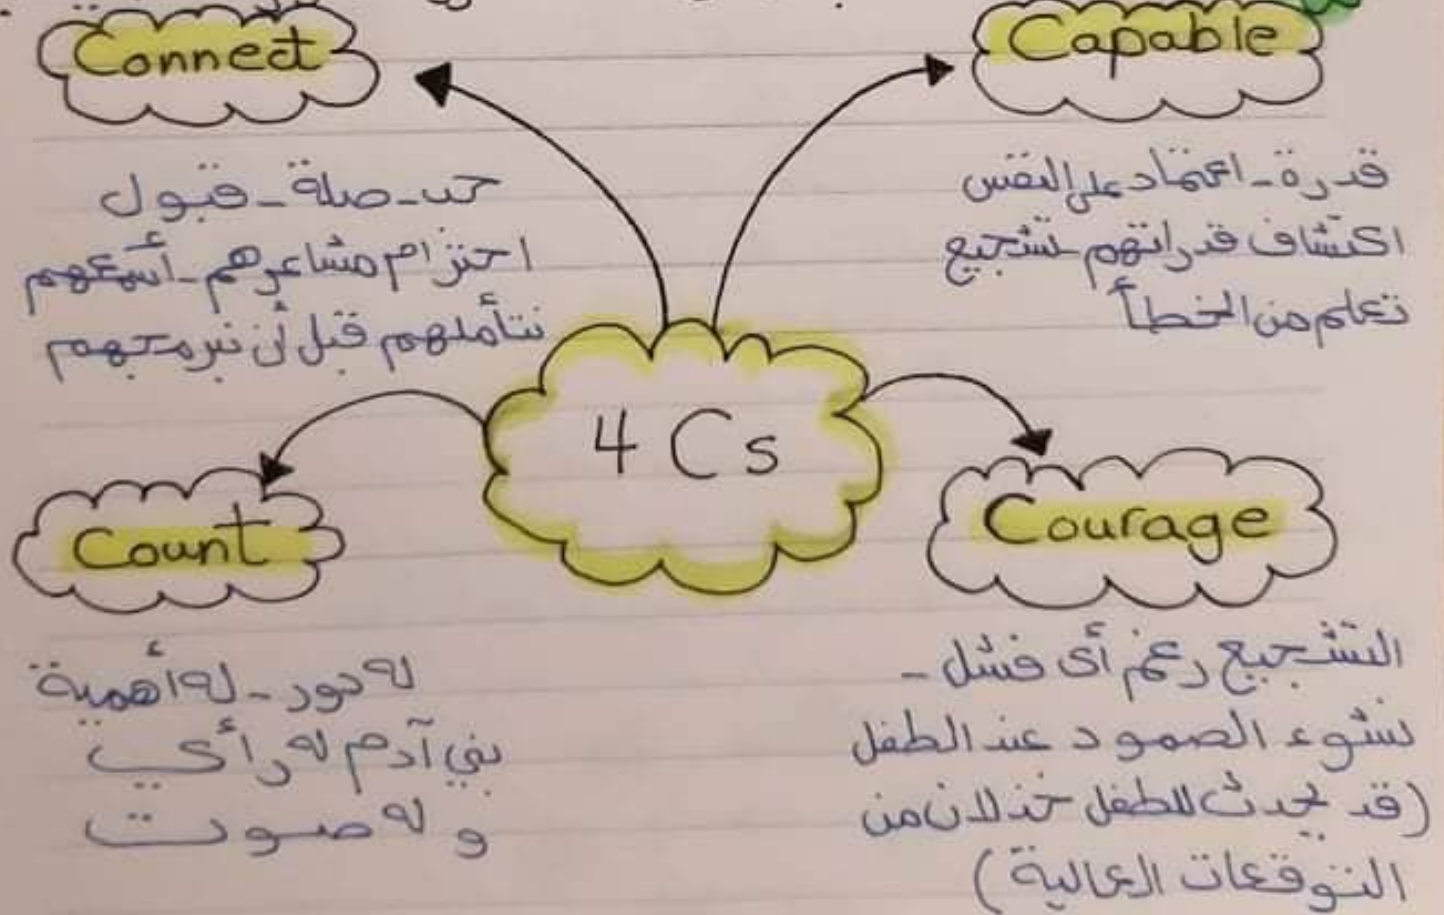 Connect
Capable
حب - صلة - قبول
احترام مشاعرهم - أسمعهم
نتأملهم قبل أن نبرمجهم
قدرة - اعتماد على النفس
اكتشاف قدراتهم - تشجيع
تعلم من الخطأ
4 Cs
Count
Courage
له دور - له أهمية
بني آدم له رأي
و له صوت
التشجيع رغم أى فشل -
نشوء الصمود عند الطفل
(قد يحدث للطفل خذلان من
التوقعات العالية)